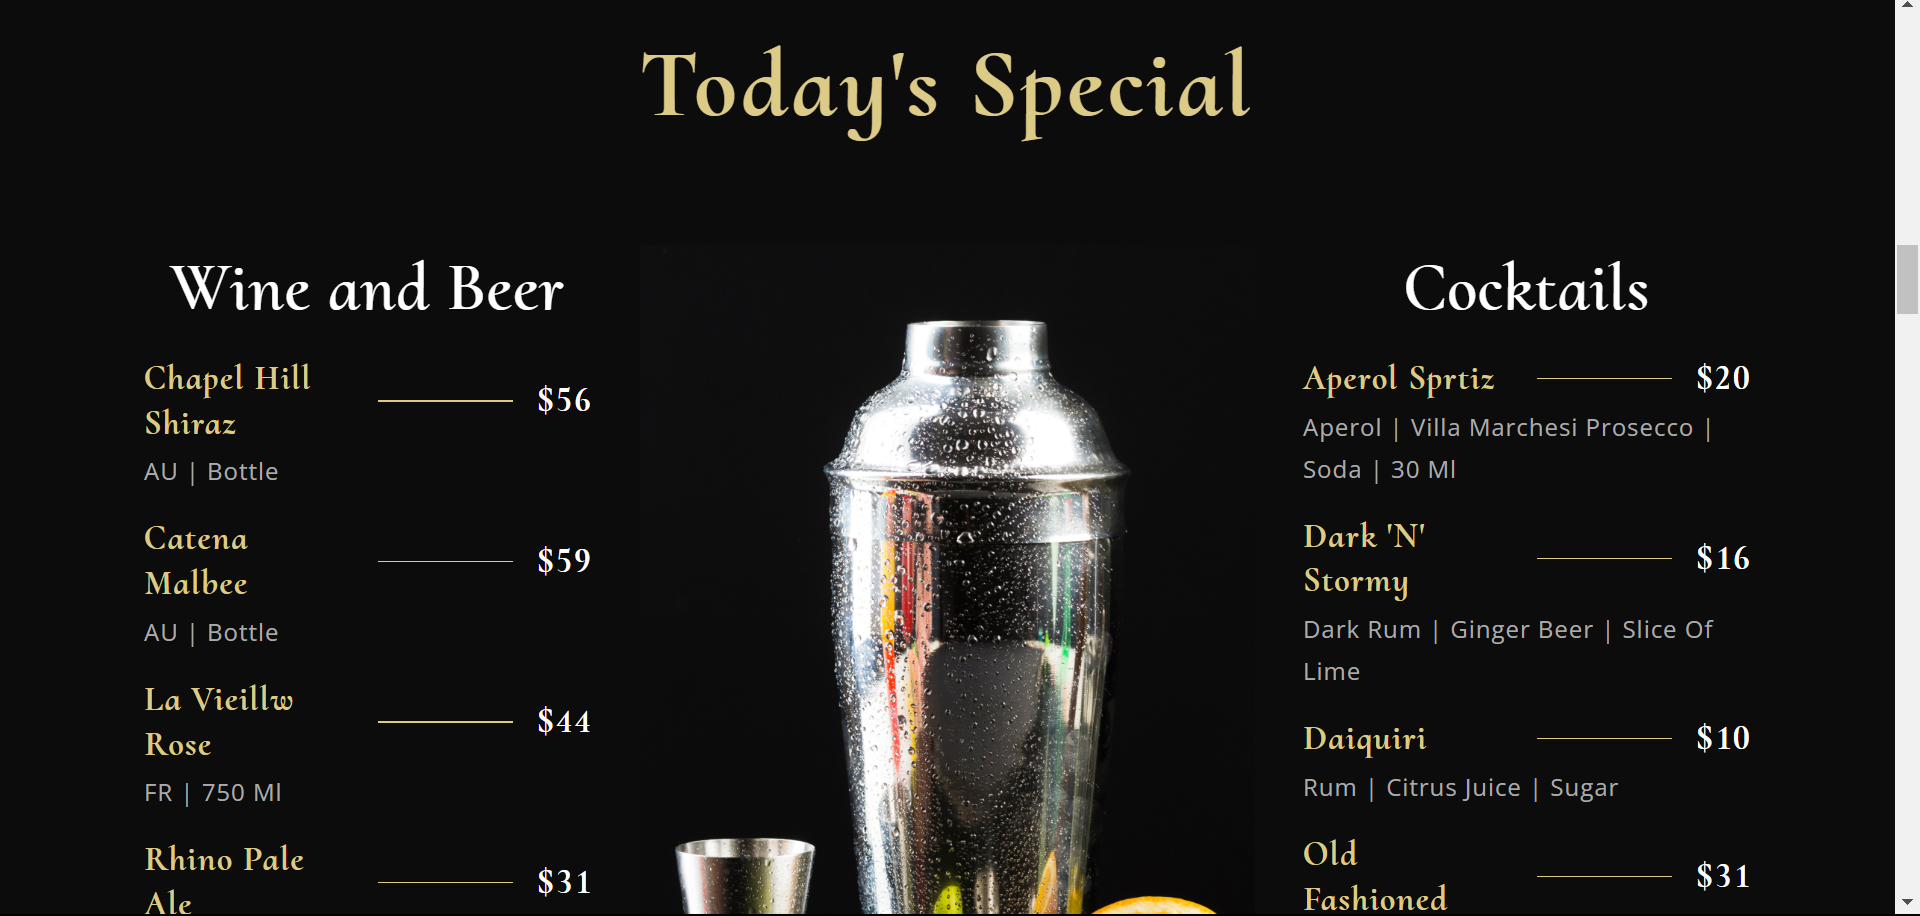 Today's Special
Wine and Beer
Chapel Hill
Shiraz
$56
AU | Bottle
Catena
Malbee
$59
AU | Bottle
La Vieillw
Rose
$44
FR | 750 Ml
Rhino Pale
Ale
$31
Cocktails
Aperol Sprtiz
$20
Aperol | Villa Marchesi Prosecco |
Soda | 30 Ml
Dark 'N'
Stormy
$16
Dark Rum | Ginger Beer | Slice Of
Lime
Daiquiri
$10
Rum | Citrus Juice | Sugar
Old
Fashioned
$31